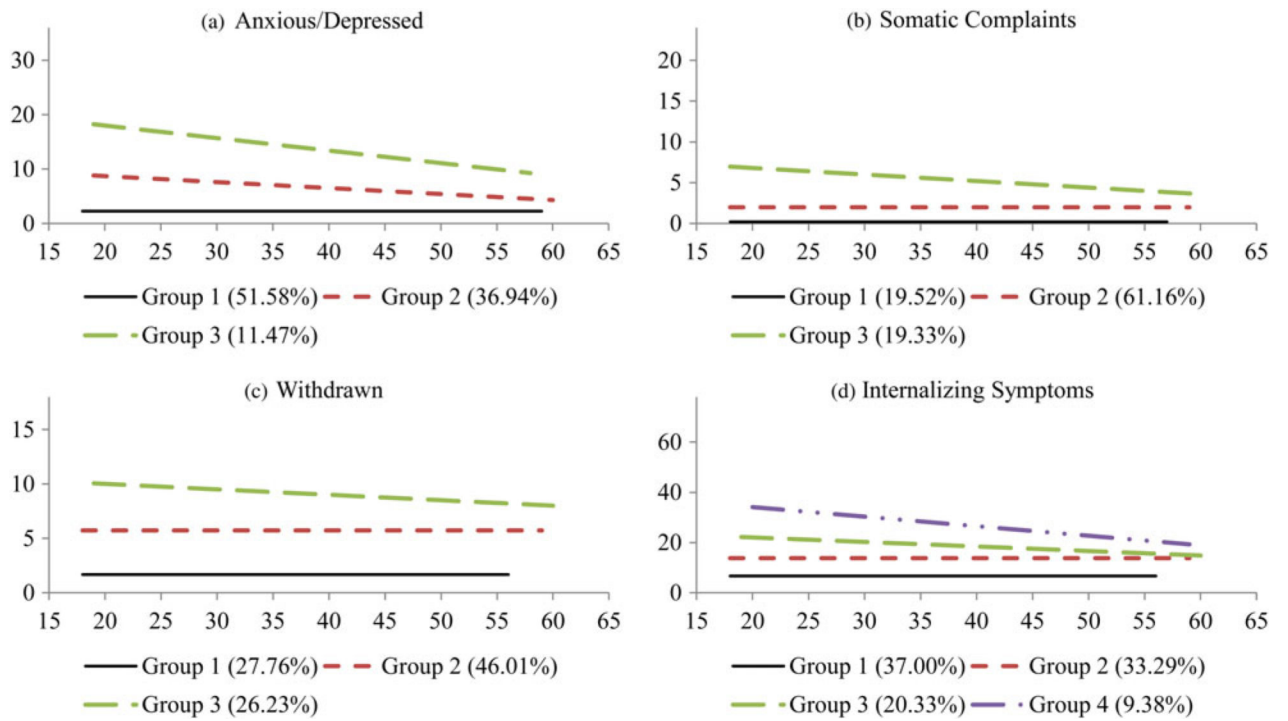 (a) Anxious/Depressed
30
20
10
0
15 20 25 30 35 40 45 50 55 60 65
Group 1 (51.58%) Group 2 (36.94%)
Group 3 (11.47%)
(b) Somatic Complaints
20
15
10
5
0
15 20 25 30 35 40 45 50 55 60 65
Group 1 (19.52%) Group 2 (61.16%)
Group 3 (19.33%)
(c) Withdrawn
15
10
5
0
15 20 25 30 35 40 45 50 55 60 65
Group 1 (27.76%) Group 2 (46.01%)
Group 3 (26.23%)
(d) Internalizing Symptoms
60
40
20
0
15 20 25 30 35 40 45 50 55 60 65
Group 1 (37.00%) Group 2 (33.29%)
Group 3 (20.33%) Group 4 (9.38%)